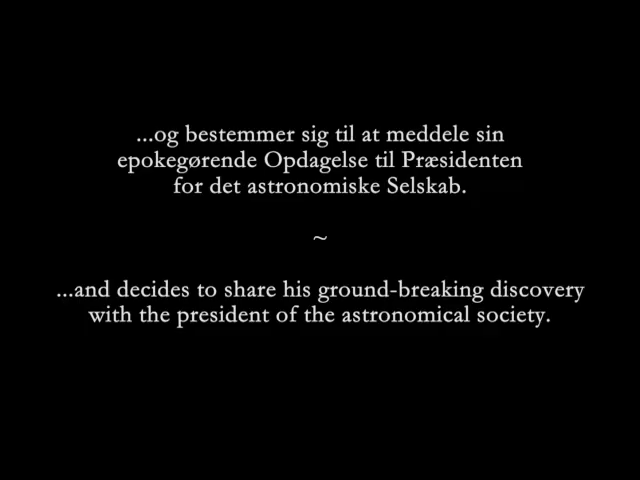 ...og bestemmer sig til at meddele sin
epokegørende Opdagelse til Præsidenten
for det astronomiske Selskab.
~
...and decides to share his ground-breaking discovery
with the president of the astronomical society.